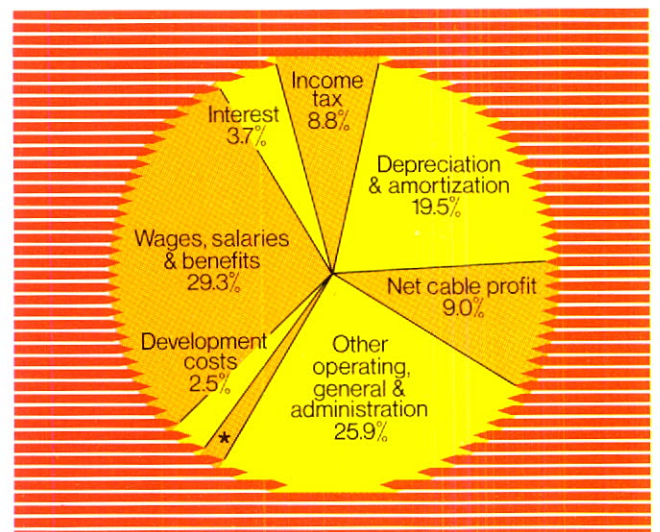 Income
tax
8.8%
Interest
3.7%
Depreciation
& amortization
19.5%
Wages, salaries
& benefits
29.3%
Net cable profit
9.0%
Development
costs
2.5%
Other
operating,
general &
administration
25.9%
*